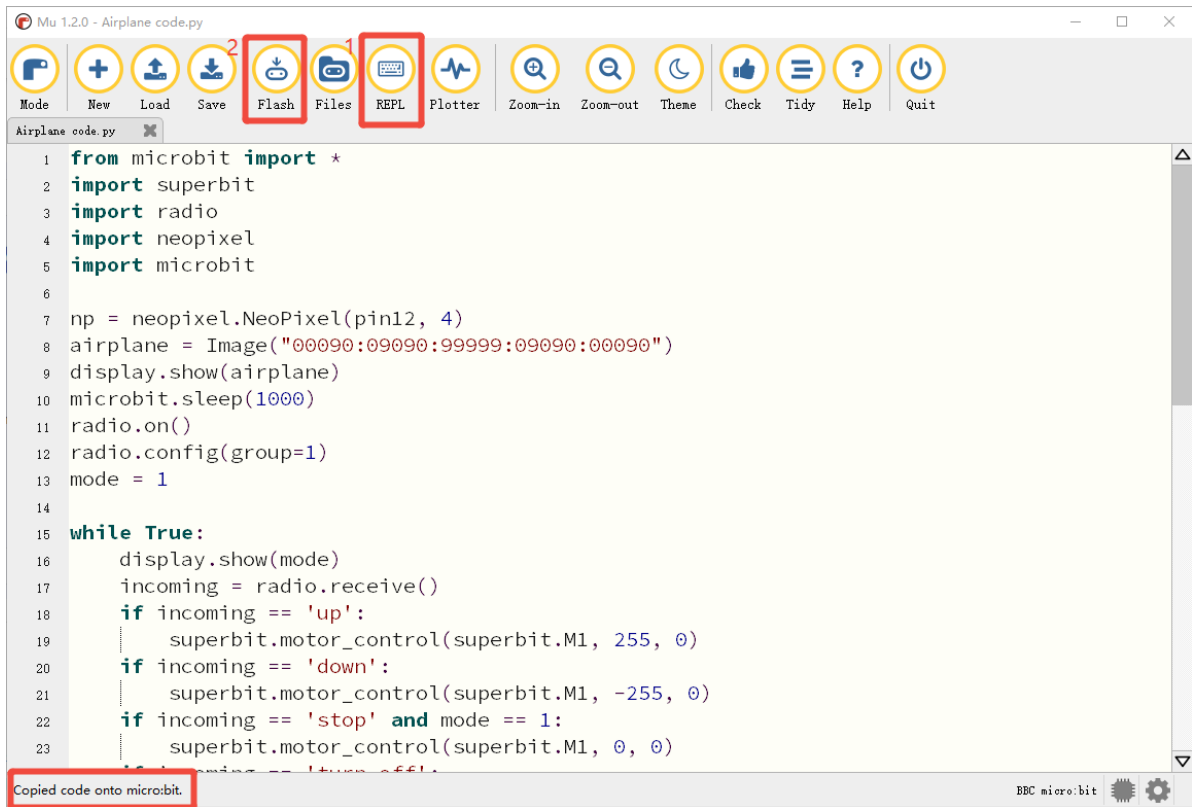 Mu 1.2.0 - Airplane code.py
2 1
Mode New Load Save Flash Files REPL Plotter Zoom-in Zoom-out Theme Check Tidy Help Quit
Airplane code.py
1 from microbit import *
2 import superbit
3 import radio
4 import neopixel
5 import microbit
6
7 np = neopixel.NeoPixel(pin12, 4)
8 airplane = Image("00090:09090:99999:09090:00090")
9 display.show(airplane)
10 microbit.sleep(1000)
11 radio.on()
12 radio.config(group=1)
13 mode = 1
14
15 while True:
16 display.show(mode)
17 incoming = radio.receive()
18 if incoming == 'up':
19 superbit.motor_control(superbit.M1, 255, 0)
20 if incoming == 'down':
21 superbit.motor_control(superbit.M1, -255, 0)
22 if incoming == 'stop' and mode == 1:
23 superbit.motor_control(superbit.M1, 0, 0)
Copied code onto micro:bit.
BBC micro:bit